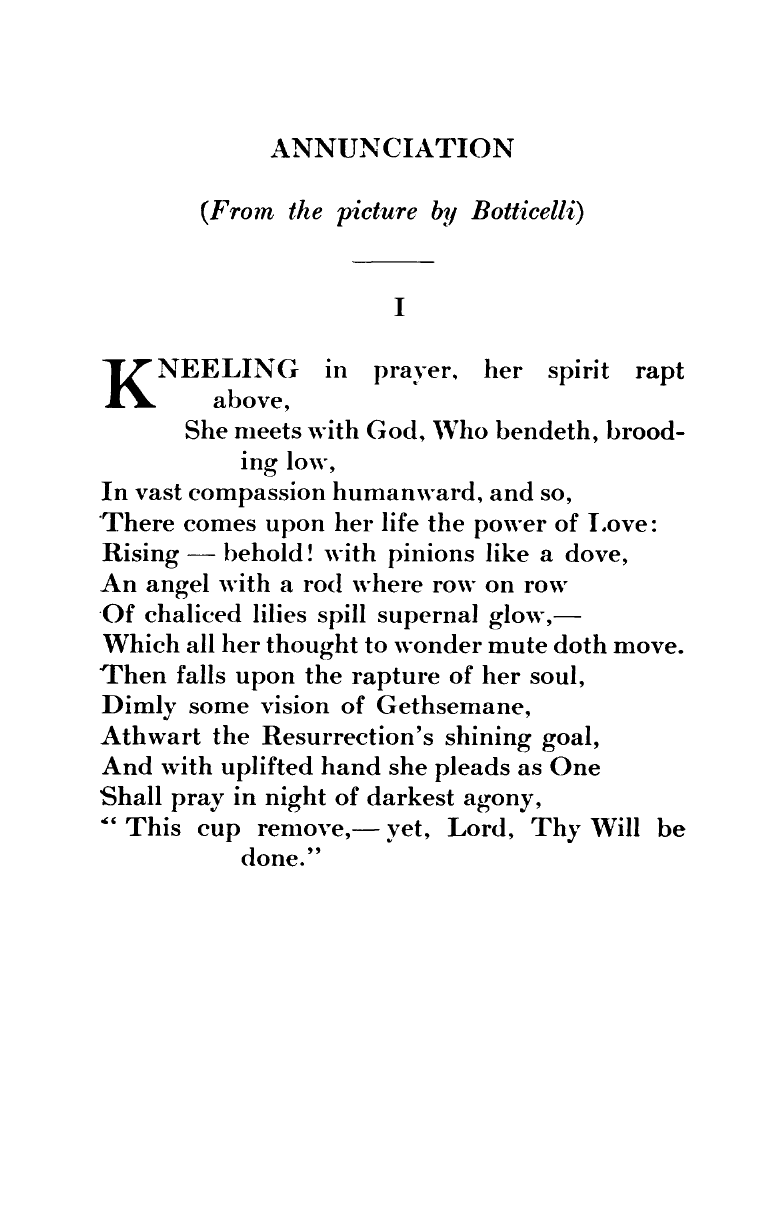 ANNUNCIATION
(From the picture by Botticelli)
I
KNEELING in prayer, her spirit rapt
above,
She meets with God, Who bendeth, brood-
ing low,
In vast compassion humanward, and so,
There comes upon her life the power of Love:
Rising — behold! with pinions like a dove,
An angel with a rod where row on row
Of chaliced lilies spill supernal glow,—
Which all her thought to wonder mute doth move.
Then falls upon the rapture of her soul,
Dimly some vision of Gethsemane,
Athwart the Resurrection's shining goal,
And with uplifted hand she pleads as One
Shall pray in night of darkest agony,
“ This cup remove,— yet, Lord, Thy Will be
done.”